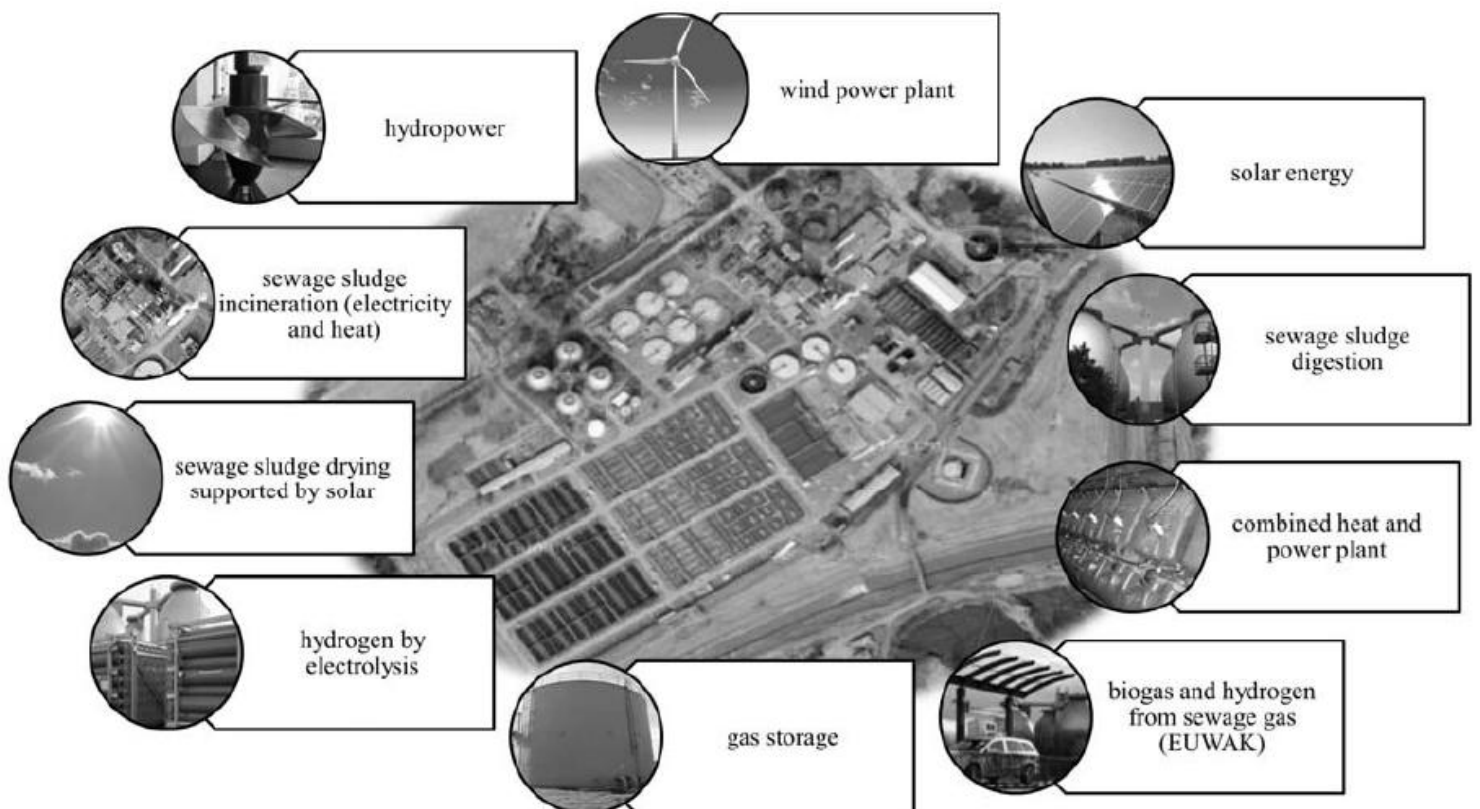 wind power plant
hydropower
solar energy
sewage sludge
incineration (electricity
and heat)
sewage sludge
digestion
sewage sludge drying
supported by solar
combined heat and
power plant
hydrogen by
electrolysis
biogas and hydrogen
from sewage gas
(EUWAK)
gas storage